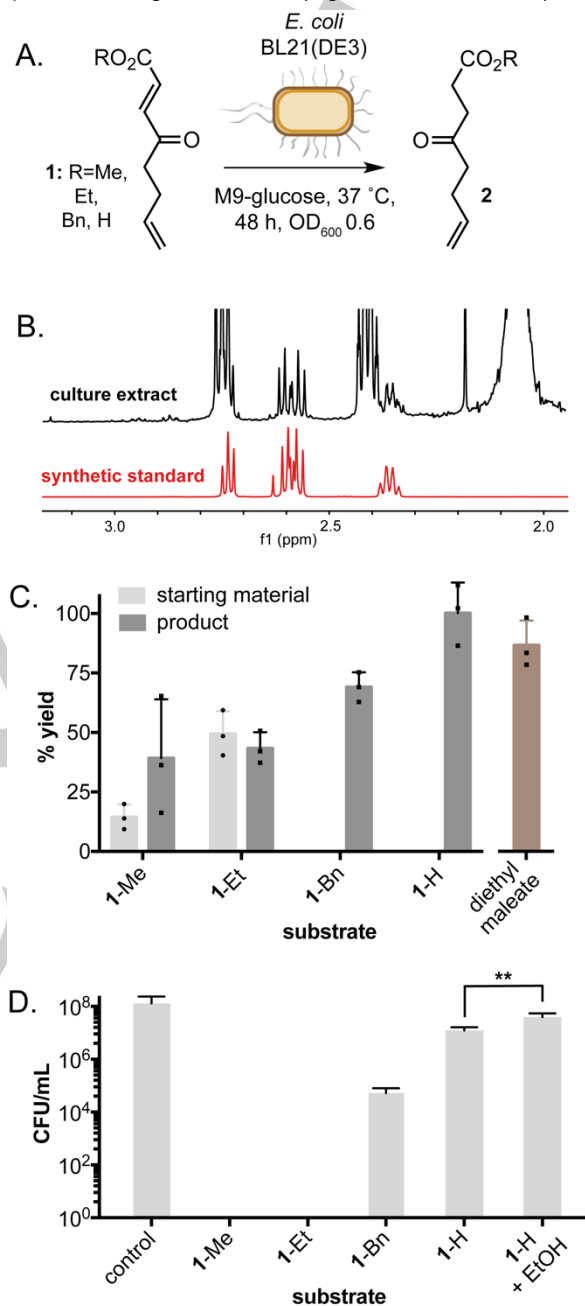 A.
E. coli
BL21(DE3)
RO2C
CO2R
O
O
1: R=Me,
Et,
Bn, H
M9-glucose, 37 ˚C,
48 h, OD600 0.6
2
B.
culture extract
synthetic standard
3.0 2.5 2.0
f1 (ppm)
C.
starting material
product
100
75
50
25
0
% yield
1-Me 1-Et 1-Bn 1-H diethyl maleate
substrate
D.
**
10^8
10^6
10^4
10^2
10^0
CFU/mL
control 1-Me 1-Et 1-Bn 1-H 1-H + EtOH
substrate